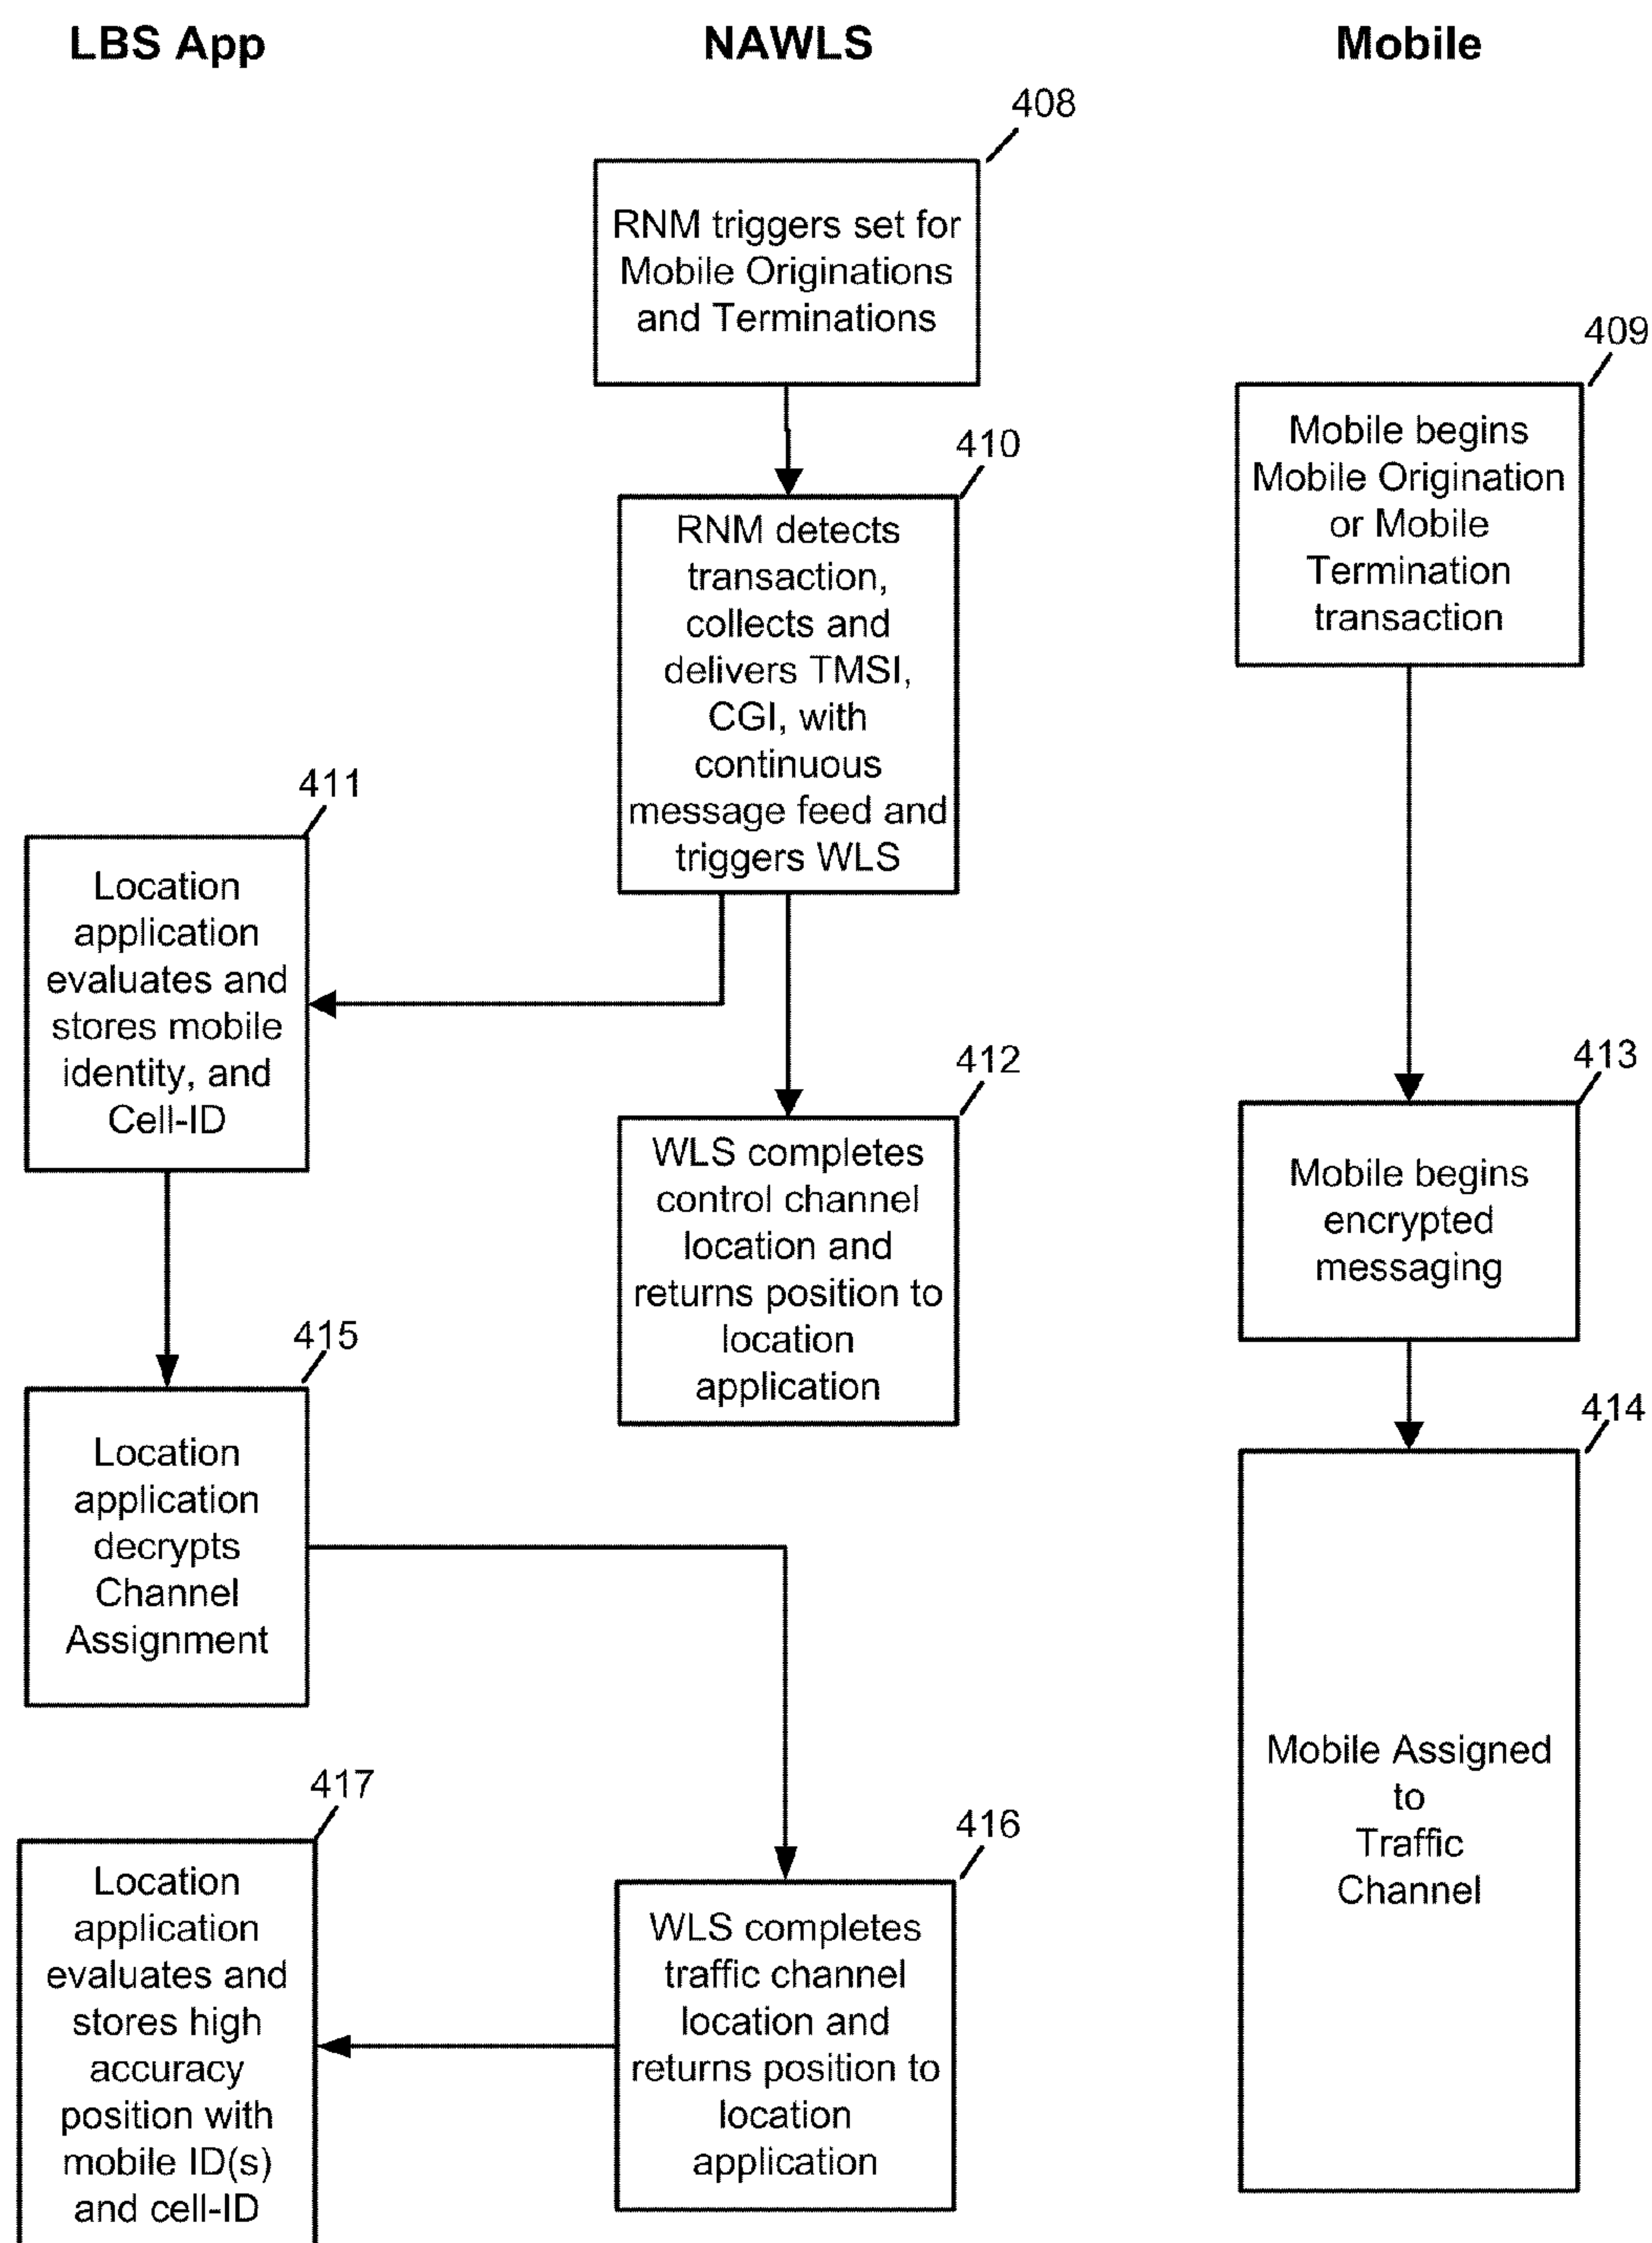 LBS App
NAWLS
Mobile
408
RNM triggers set for
Mobile Originations
and Terminations
409
Mobile begins
Mobile Origination
or Mobile
Termination
transaction
410
RNM detects
transaction,
collects and
delivers TMSI,
CGI, with
continuous
message feed and
triggers WLS
411
Location
application
evaluates and
stores mobile
identity, and
Cell-ID
412
WLS completes
control channel
location and
returns position to
location
application
413
Mobile begins
encrypted
messaging
414
Mobile Assigned
to
Traffic
Channel
415
Location
application
decrypts
Channel
Assignment
416
WLS completes
traffic channel
location and
returns position to
location
application
417
Location
application
evaluates and
stores high
accuracy
position with
mobile ID(s)
and cell-ID